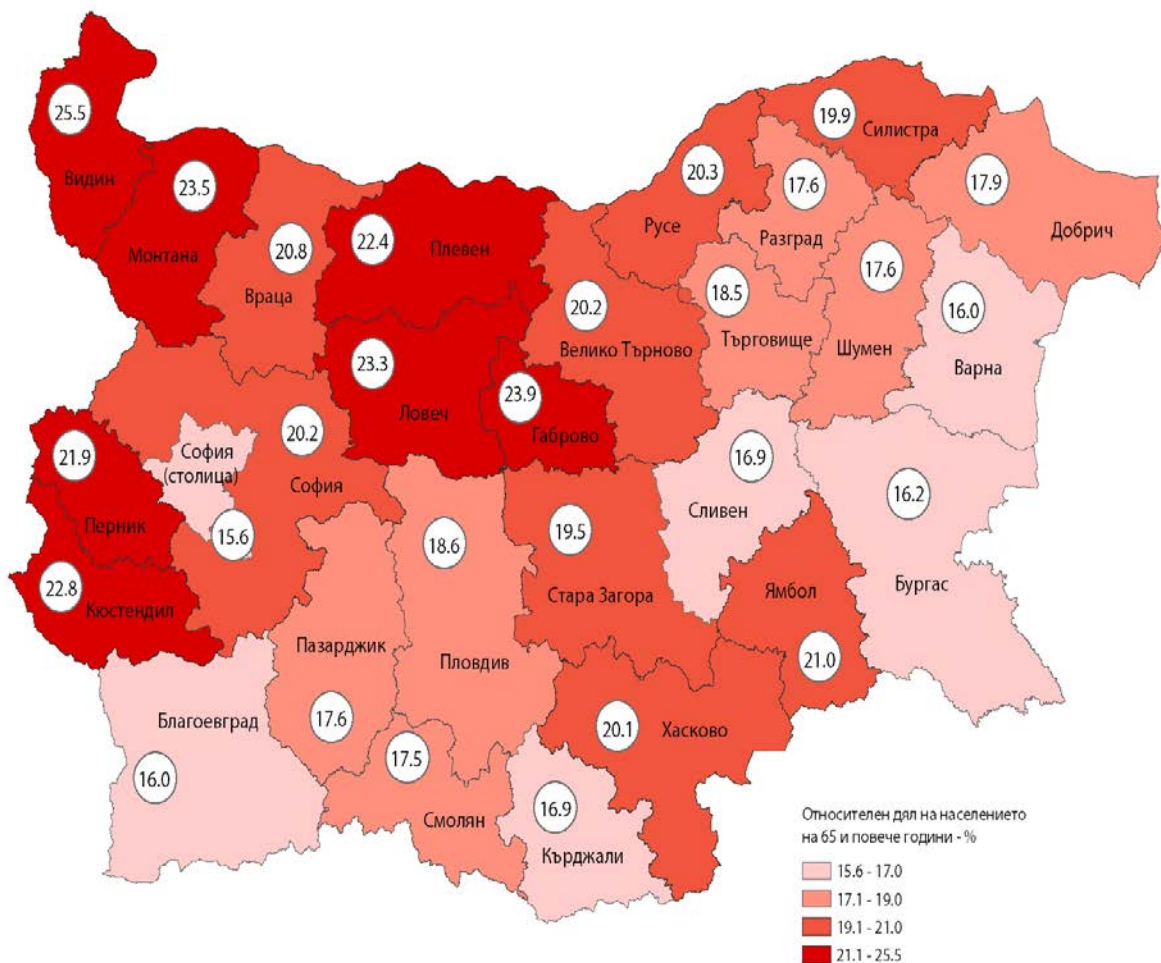 25.5
Видин
23.5
Монтана
20.8
Враца
22.4
Плевен
20.3
Русе
19.9
Силистра
17.6
Разград
17.9
Добрич
20.2
Велико Търново
18.5
Търговище
17.6
Шумен
16.0
Варна
23.3
Ловеч
23.9
Габрово
21.9
Перник
София
(столица)
15.6
20.2
София
22.8
Кюстендил
18.6
Пловдив
19.5
Стара Загора
16.9
Сливен
16.2
Бургас
Ямбол
21.0
Пазарджик
17.6
Благоевград
16.0
17.5
Смолян
16.9
Кърджали
20.1
Хасково
Относителен дял на населението
на 65 и повече години - %
15.6 - 17.0
17.1 - 19.0
19.1 - 21.0
21.1 - 25.5